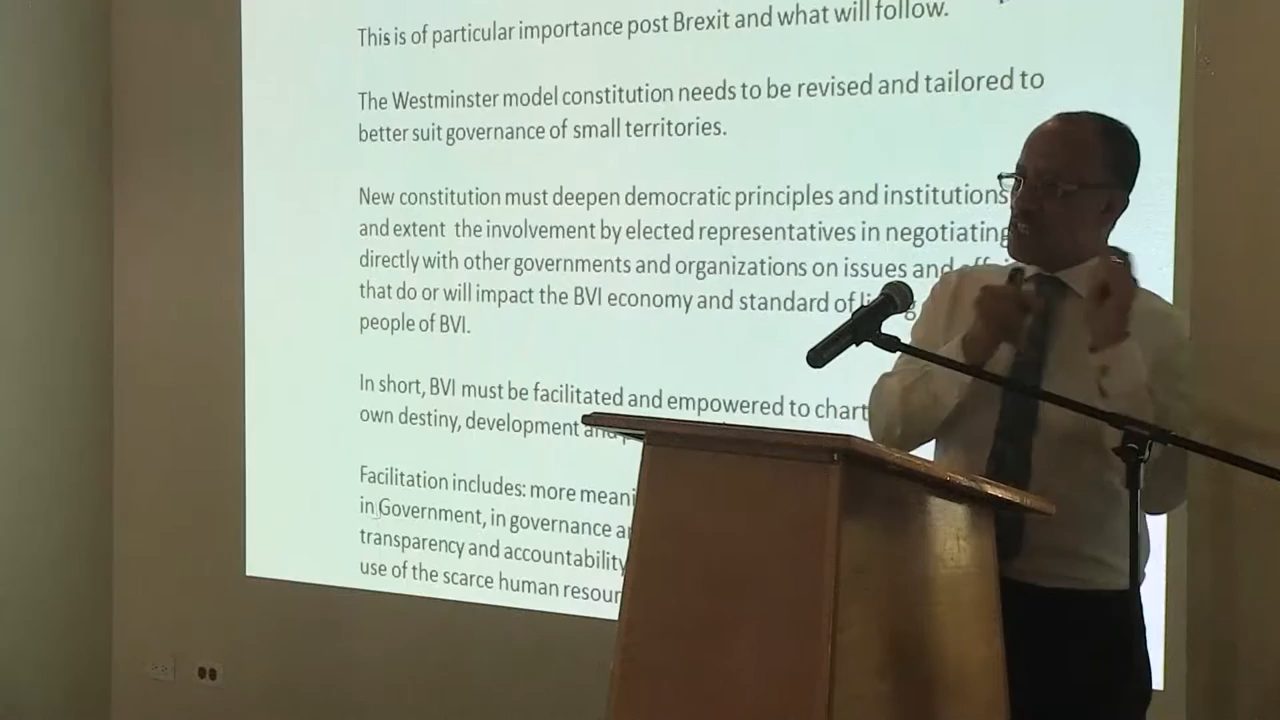 This is of particular importance post Brexit and what will follow.
The Westminster model constitution needs to be revised and tailored to
better suit governance of small territories.
New constitution must deepen democratic principles and institutions
and extent the involvement by elected representatives in negotiating
directly with other governments and organizations on issues and
that do or will impact the BVI economy and standard of
people of BVI.
In short, BVI must be facilitated and empowered to chart
own destiny, development and
Facilitation includes: more
in Government, in governance
transparency and accountability
use of the scarce human